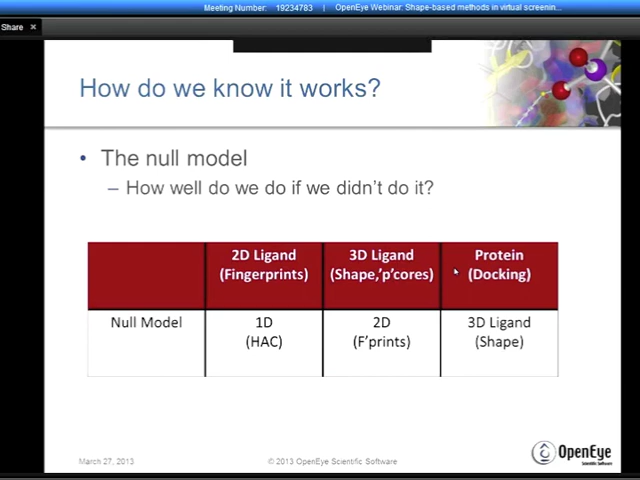 Meeting Number: 19234783 | OpenEye Webinar: Shape-based methods in virtual screenin...
Share ×
How do we know it works?
• The null model
– How well do we do if we didn't do it?
2D Ligand (Fingerprints) 3D Ligand (Shape,'p'cores) Protein (Docking)
Null Model 1D (HAC) 2D (F'prints) 3D Ligand (Shape)
March 27, 2013 © 2013 OpenEye Scientific Software
OpenEye
Scientific Software